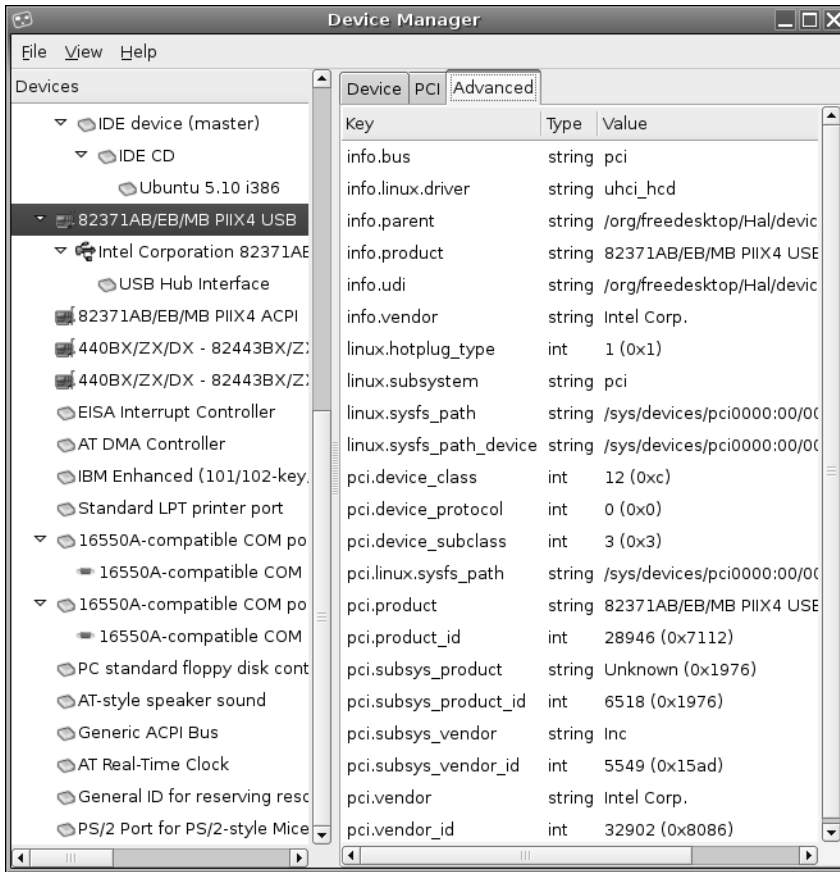 Device Manager
File View Help
Devices
IDE device (master)
IDE CD
Ubuntu 5.10 i386
82371AB/EB/MB PIIX4 USB
Intel Corporation 82371AE
USB Hub Interface
82371AB/EB/MB PIIX4 ACPI
440BX/ZX/DX - 82443BX/Z
440BX/ZX/DX - 82443BX/Z
EISA Interrupt Controller
AT DMA Controller
IBM Enhanced (101/102-key
Standard LPT printer port
16550A-compatible COM po
16550A-compatible COM
16550A-compatible COM po
16550A-compatible COM
PC standard floppy disk cont
AT-style speaker sound
Generic ACPI Bus
AT Real-Time Clock
General ID for reserving resc
PS/2 Port for PS/2-style Mice
Device PCI Advanced
Key Type Value
info.bus string pci
info.linux.driver string uhci_hcd
info.parent string /org/freedesktop/Hal/devic
info.product string 82371AB/EB/MB PIIX4 USE
info.udi string /org/freedesktop/Hal/devic
info.vendor string Intel Corp.
linux.hotplug_type int 1 (0x1)
linux.subsystem string pci
linux.sysfs_path string /sys/devices/pci0000:00/00
linux.sysfs_path_device string /sys/devices/pci0000:00/00
pci.device_class int 12 (0xc)
pci.device_protocol int 0 (0x0)
pci.device_subclass int 3 (0x3)
pci.linux.sysfs_path string /sys/devices/pci0000:00/00
pci.product string 82371AB/EB/MB PIIX4 USE
pci.product_id int 28946 (0x7112)
pci.subsys_product string Unknown (0x1976)
pci.subsys_product_id int 6518 (0x1976)
pci.subsys_vendor string Inc
pci.subsys_vendor_id int 5549 (0x15ad)
pci.vendor string Intel Corp.
pci.vendor_id int 32902 (0x8086)